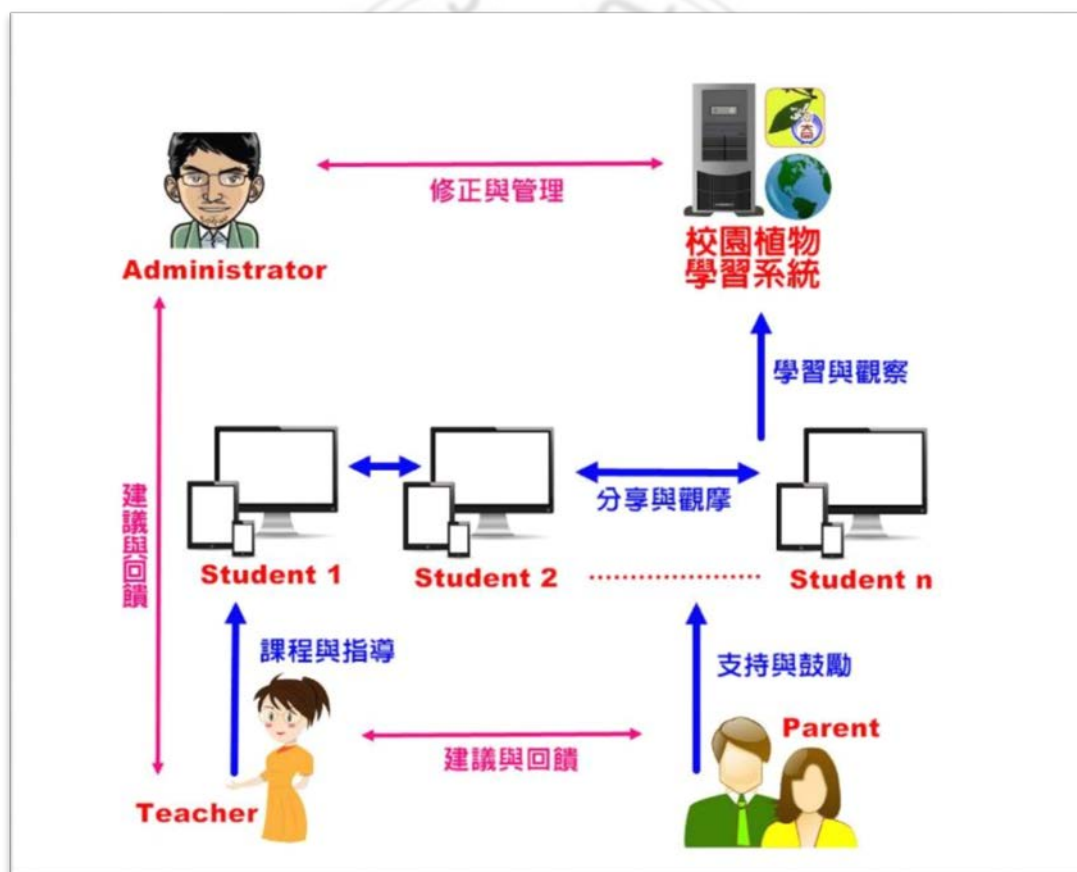 修正與管理
Administrator
校園植物
學習系統
學習與觀察
建議與回饋
分享與觀摩
Student 1
Student 2
Student n
課程與指導
支持與鼓勵
Parent
建議與回饋
Teacher